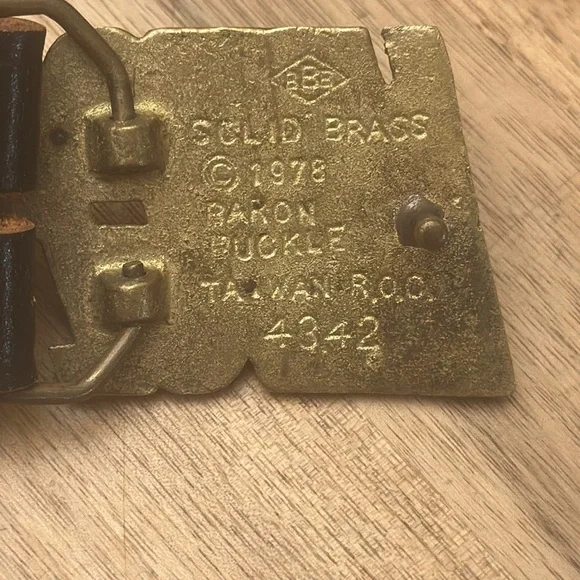 BBB
SOLID BRASS
© 1978
BARON
BUCKLE
TAIWAN R.O.C.
4342